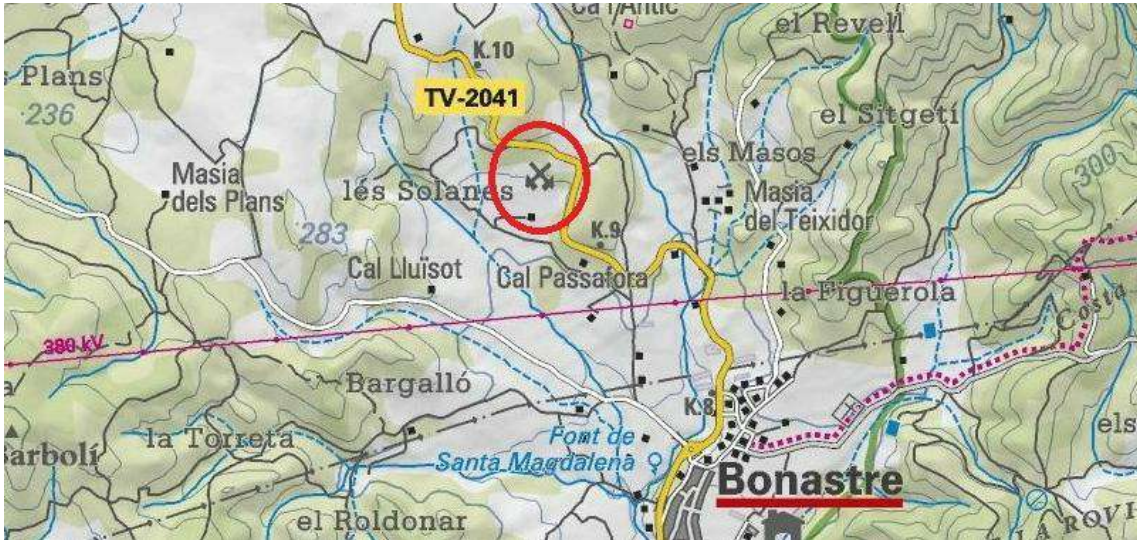 Ca l'Antic
el Revell
K.10
s Plans
TV-2041
·236
el Sitgetí
els Masos
300
Masia
dels Plans
lés Solanes
Masia
del Teixidor
·283
K.9
Cal Lluïsot
Cal Passafora
la Figuerola
Costa
380 kV
Bargalló
a
K.8
la Torreta
Font de
Santa Magdalena
els
arbolí
Bonastre
el Roldonar
LA ROVI